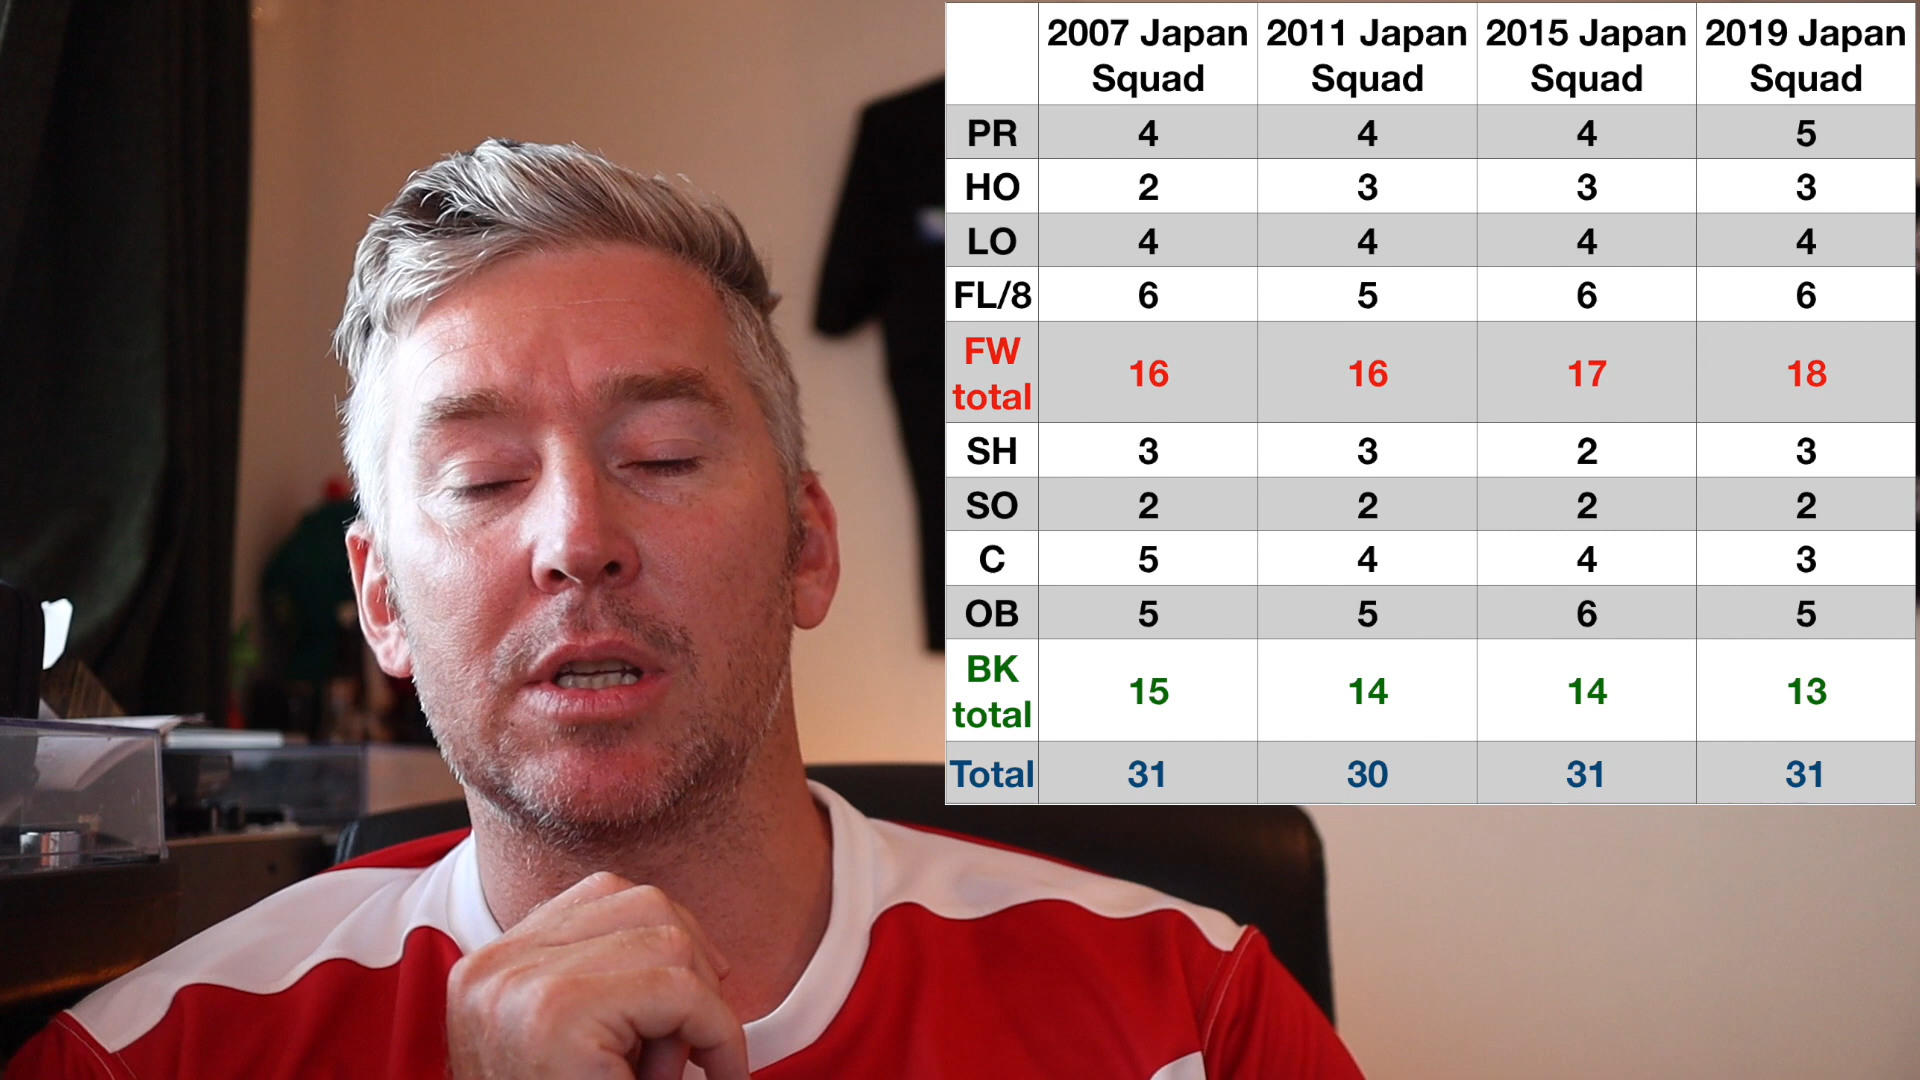 2007 Japan Squad 2011 Japan Squad 2015 Japan Squad 2019 Japan Squad
PR 4 4 4 5
HO 2 3 3 3
LO 4 4 4 4
FL/8 6 5 6 6
FW total 16 16 17 18
SH 3 3 2 3
SO 2 2 2 2
C 5 4 4 3
OB 5 5 6 5
BK total 15 14 14 13
Total 31 30 31 31